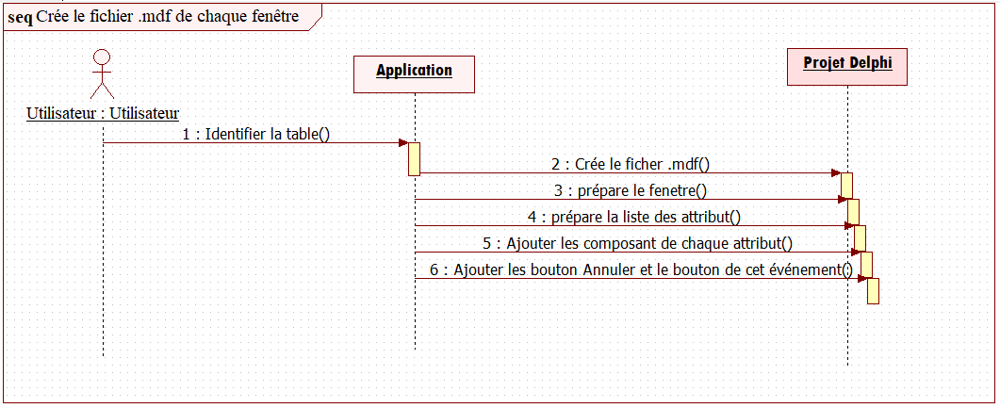 seq Crée le fichier .mdf de chaque fenêtre
Application
Projet Delphi
Utilisateur : Utilisateur
1 : Identifier la table()
2 : Crée le ficher .mdf()
3 : prépare le fenetre()
4 : prépare la liste des attribut()
5 : Ajouter les composant de chaque attribut()
6 : Ajouter les bouton Annuler et le bouton de cet événement()